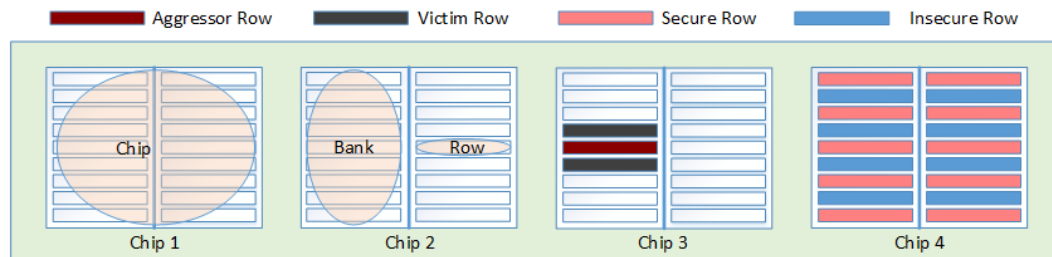 Aggressor Row Victim Row Secure Row Insecure Row
Chip Bank Row
Chip 1 Chip 2 Chip 3 Chip 4